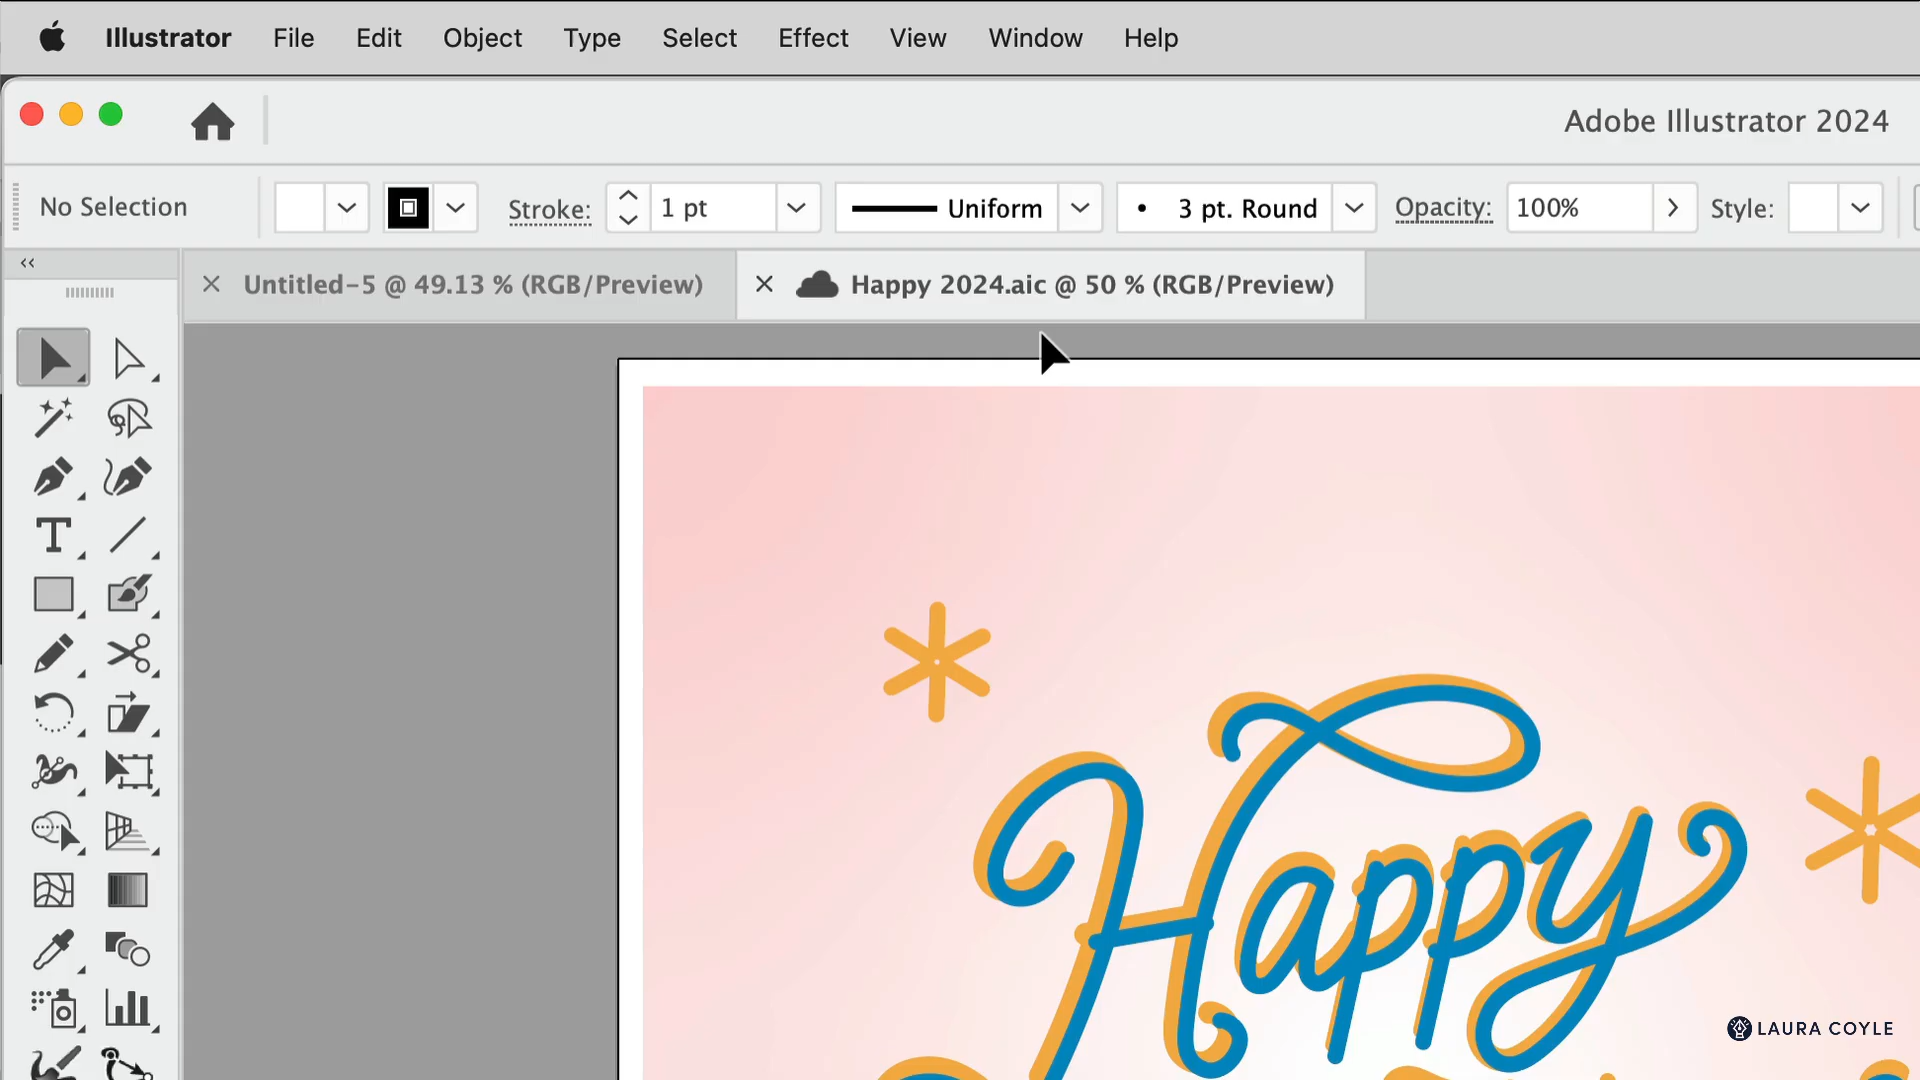 Illustrator File Edit Object Type Select Effect View Window Help
Adobe Illustrator 2024
No Selection Stroke: 1 pt Uniform 3 pt. Round Opacity: 100% Style:
Untitled-5 @ 49.13 % (RGB/Preview) Happy 2024.aic @ 50 % (RGB/Preview)
Happy
LAURA COYLE